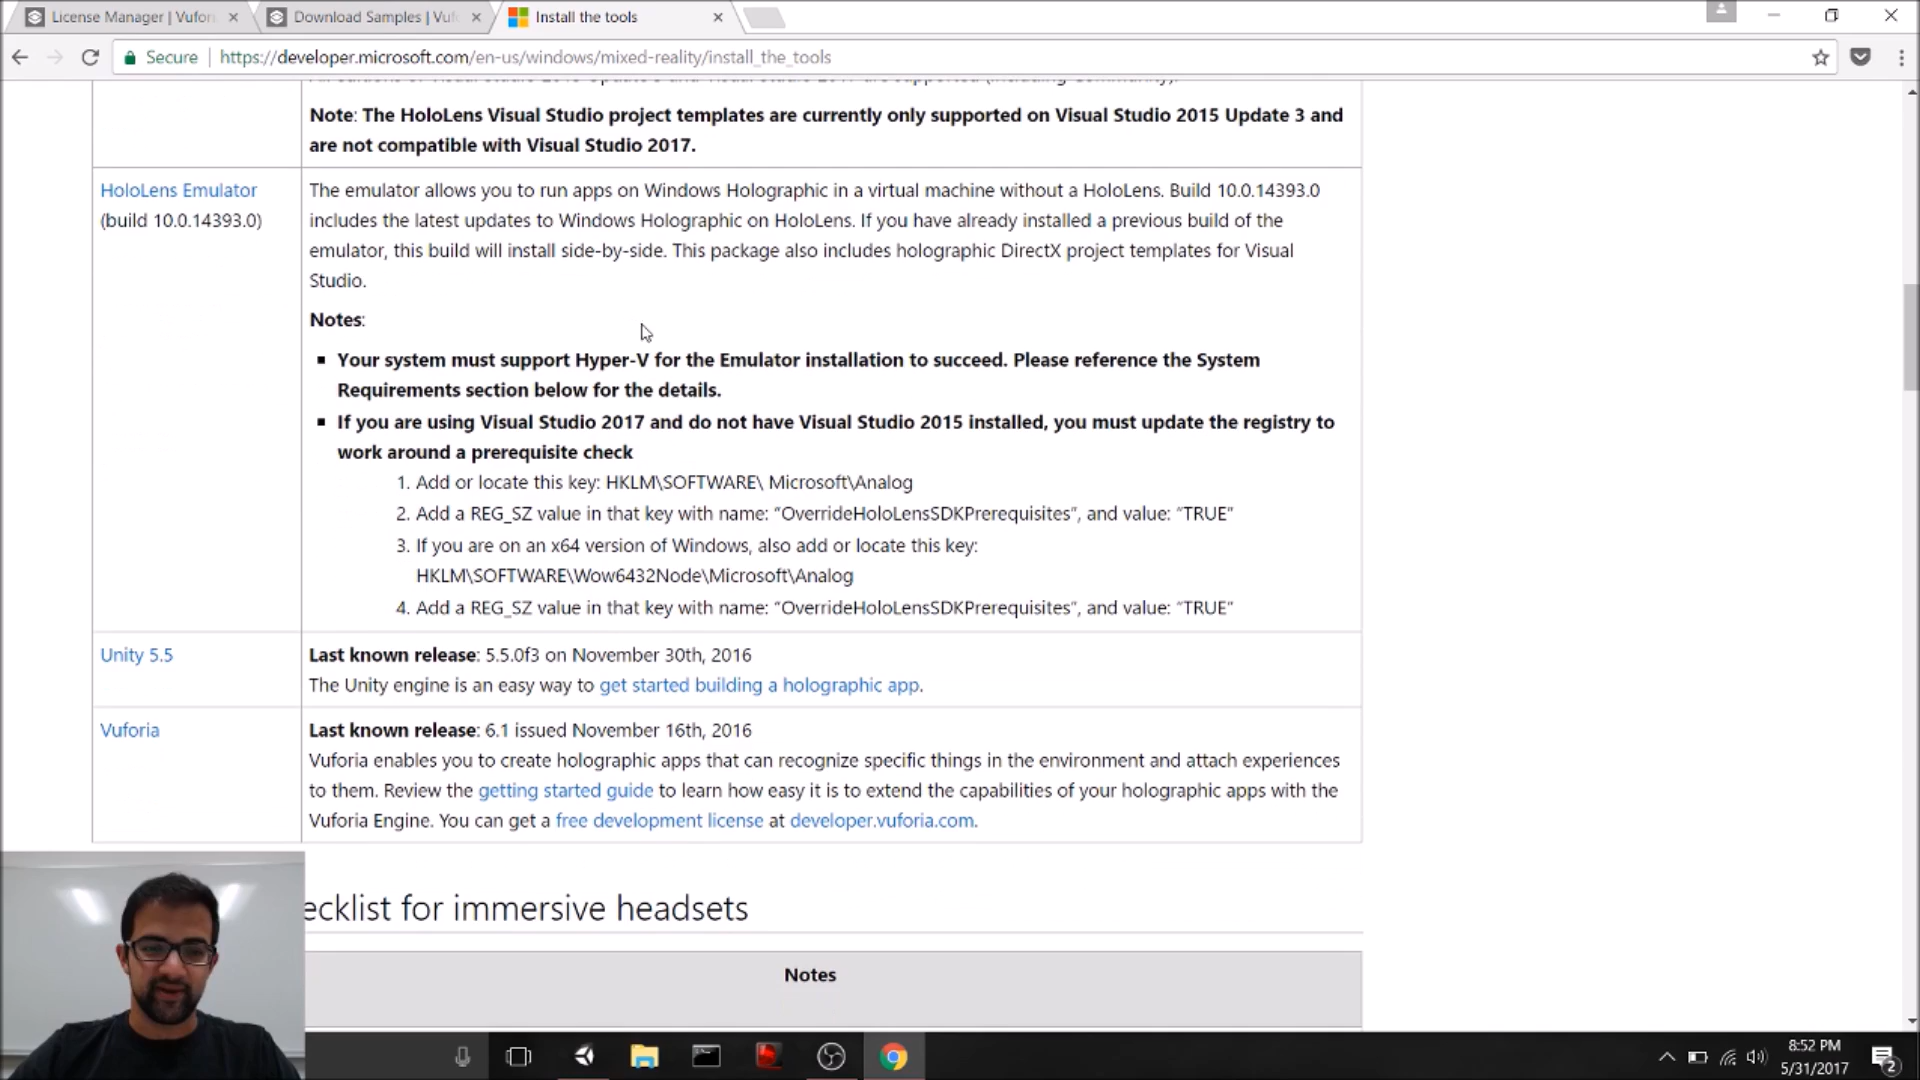 License Manager | Vufor
Download Samples | Vuf
Install the tools
Secure
https://developer.microsoft.com/en-us/windows/mixed-reality/install_the_tools
Note: The HoloLens Visual Studio project templates are currently only supported on Visual Studio 2015 Update 3 and
are not compatible with Visual Studio 2017.
HoloLens Emulator
(build 10.0.14393.0)
The emulator allows you to run apps on Windows Holographic in a virtual machine without a HoloLens. Build 10.0.14393.0
includes the latest updates to Windows Holographic on HoloLens. If you have already installed a previous build of the
emulator, this build will install side-by-side. This package also includes holographic DirectX project templates for Visual
Studio.
Notes:
Your system must support Hyper-V for the Emulator installation to succeed. Please reference the System
Requirements section below for the details.
If you are using Visual Studio 2017 and do not have Visual Studio 2015 installed, you must update the registry to
work around a prerequisite check
1. Add or locate this key: HKLM\SOFTWARE\ Microsoft\Analog
2. Add a REG_SZ value in that key with name: “OverrideHoloLensSDKPrerequisites”, and value: “TRUE”
3. If you are on an x64 version of Windows, also add or locate this key:
HKLM\SOFTWARE\Wow6432Node\Microsoft\Analog
4. Add a REG_SZ value in that key with name: “OverrideHoloLensSDKPrerequisites”, and value: “TRUE”
Unity 5.5
Last known release: 5.5.0f3 on November 30th, 2016
The Unity engine is an easy way to get started building a holographic app.
Vuforia
Last known release: 6.1 issued November 16th, 2016
Vuforia enables you to create holographic apps that can recognize specific things in the environment and attach experiences
to them. Review the getting started guide to learn how easy it is to extend the capabilities of your holographic apps with the
Vuforia Engine. You can get a free development license at developer.vuforia.com.
ecklist for immersive headsets
Notes
8:52 PM
5/31/2017
2